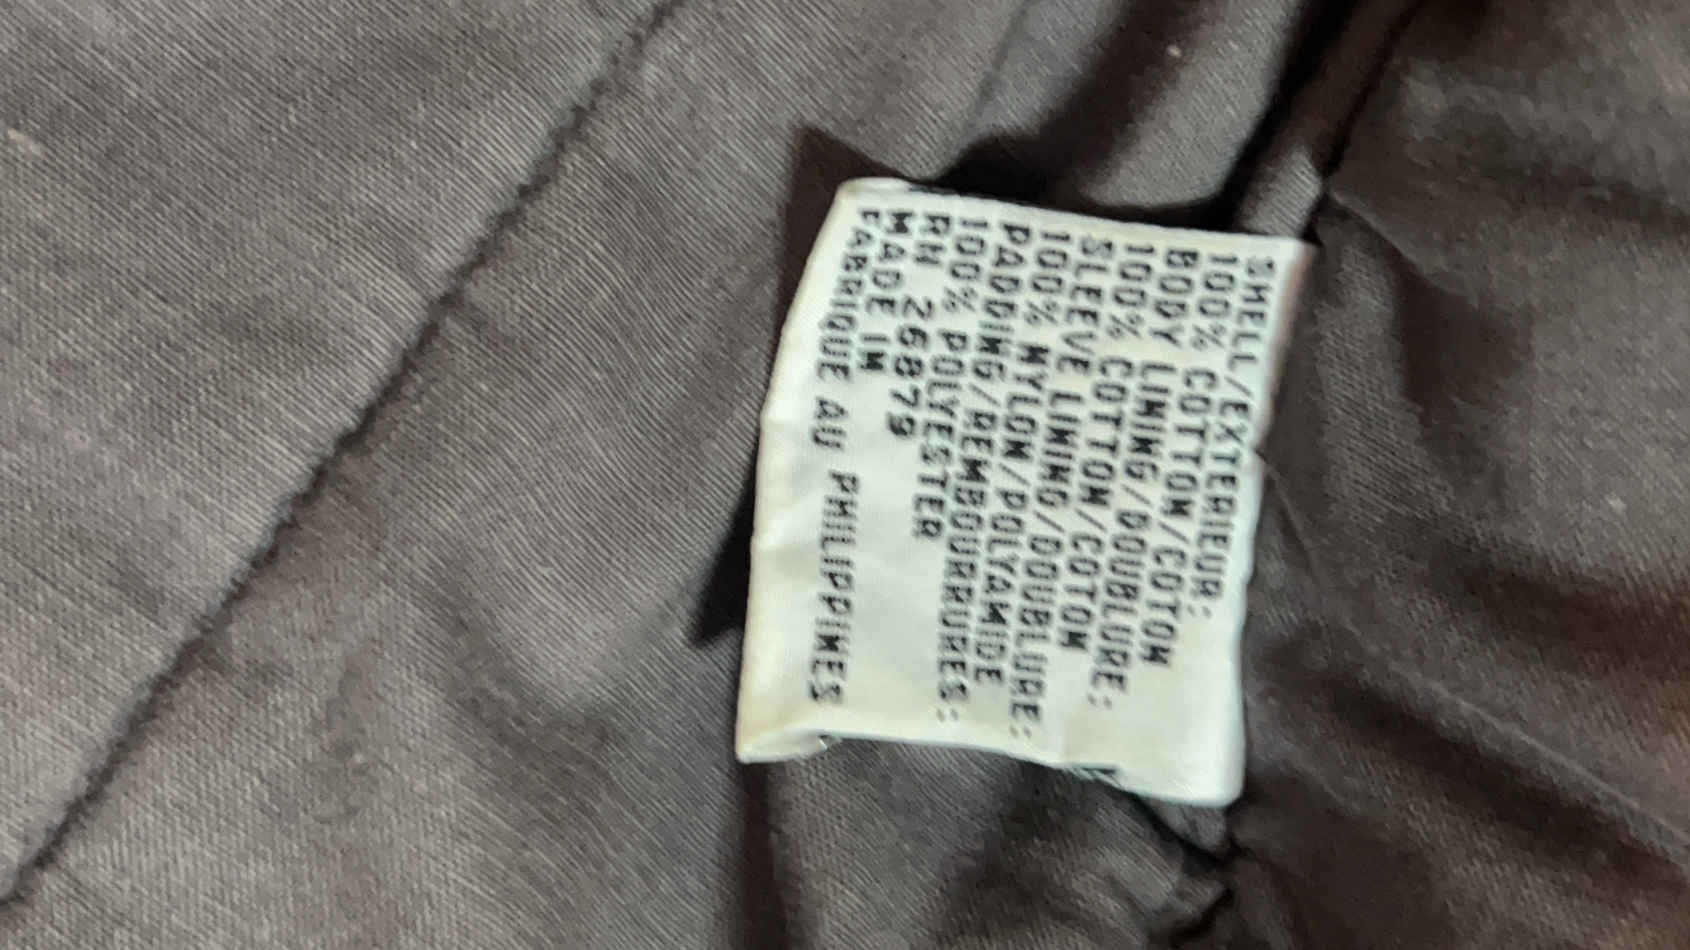 SHELL/EXTERIEUR:
100% COTTON/COTON
BODY LINING/DOUBLURE:
100% COTTON/COTON
SLEEVE LINING/DOUBLURE:
100% NYLON/POLYAMIDE
PADDING/REMBOURRURES:
100% POLYESTER
RN 26879
MADE IN
FABRIQUE AU PHILIPPINES